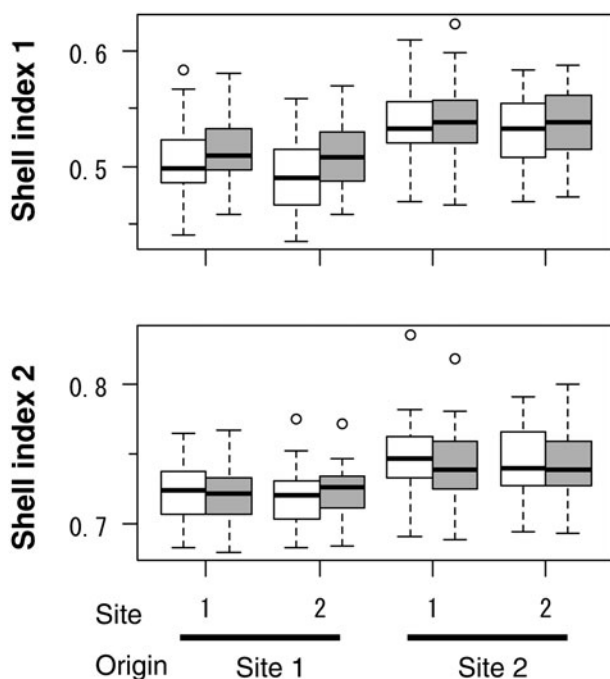 Shell index 1
0.6
0.5
Shell index 2
0.8
0.7
Site 1 2 1 2
Origin Site 1 Site 2